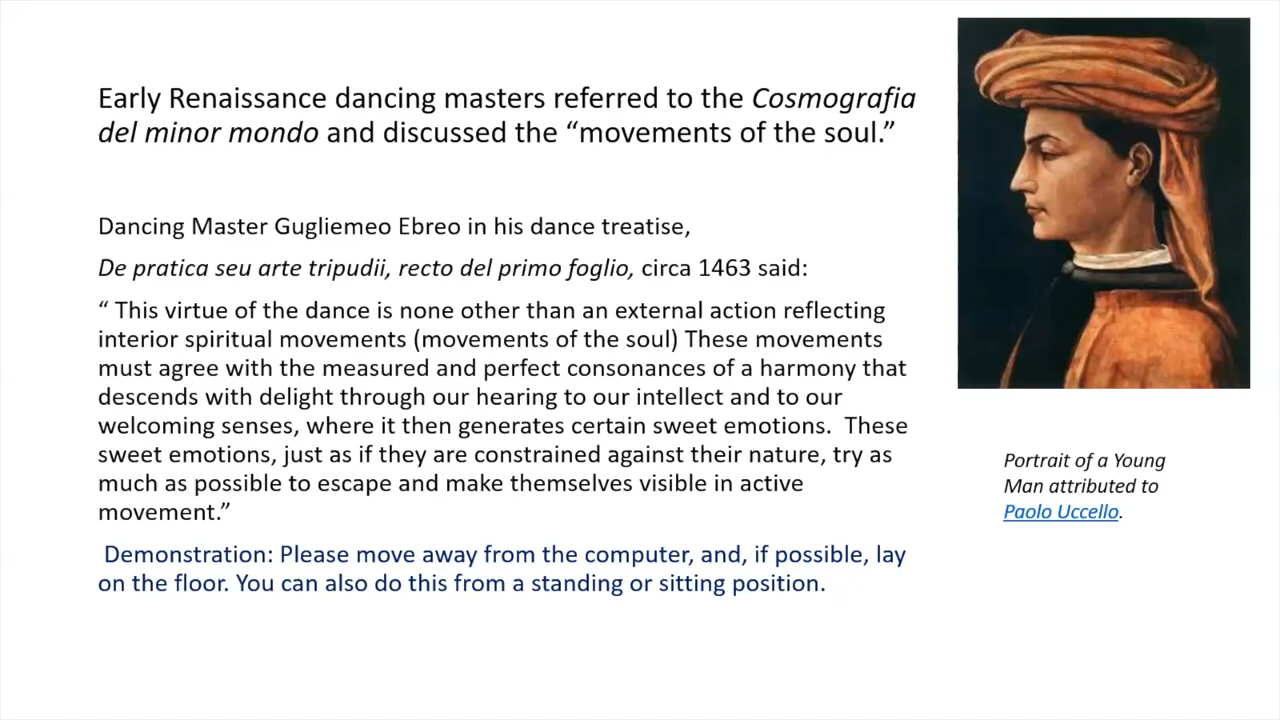 Early Renaissance dancing masters referred to the Cosmografia
del minor mondo and discussed the “movements of the soul.”
Dancing Master Gugliemeo Ebreo in his dance treatise,
De pratica seu arte tripudii, recto del primo foglio, circa 1463 said:
“ This virtue of the dance is none other than an external action reflecting
interior spiritual movements (movements of the soul) These movements
must agree with the measured and perfect consonances of a harmony that
descends with delight through our hearing to our intellect and to our
welcoming senses, where it then generates certain sweet emotions.  These
sweet emotions, just as if they are constrained against their nature, try as
much as possible to escape and make themselves visible in active
movement.”
Demonstration: Please move away from the computer, and, if possible, lay
on the floor. You can also do this from a standing or sitting position.
Portrait of a Young
Man attributed to
Paolo Uccello.